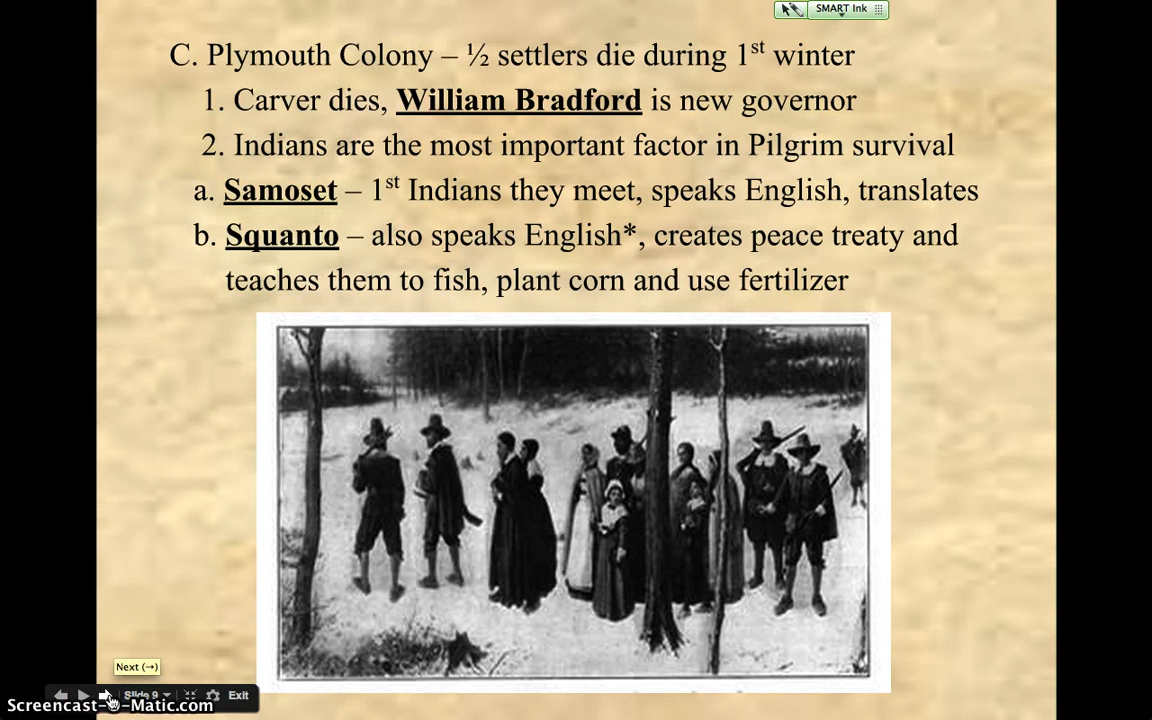 SMART Ink
C. Plymouth Colony – ½ settlers die during 1st winter
1. Carver dies, William Bradford is new governor
2. Indians are the most important factor in Pilgrim survival
a. Samoset – 1st Indians they meet, speaks English, translates
b. Squanto – also speaks English*, creates peace treaty and
teaches them to fish, plant corn and use fertilizer
Next (→)
Slide 9 Exit
Screencast-O-Matic.com